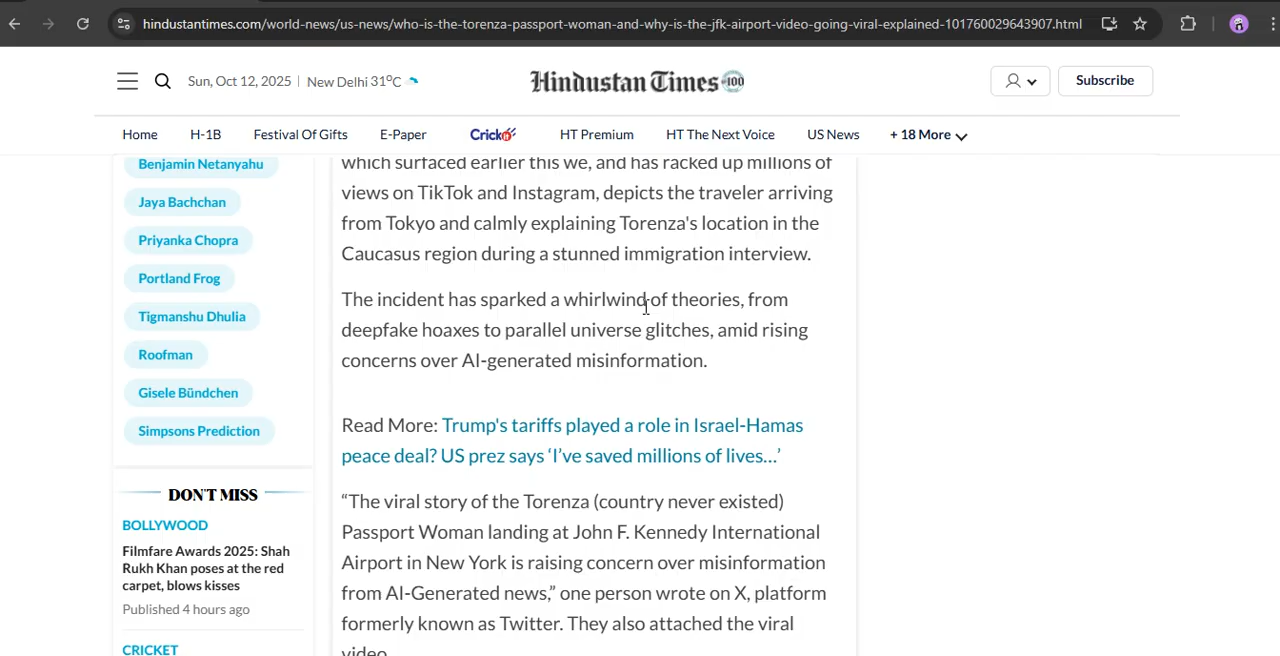 hindustantimes.com/world-news/us-news/who-is-the-torenza-passport-woman-and-why-is-the-jfk-airport-video-going-viral-explained-101760029643907.html
Sun, Oct 12, 2025 | New Delhi 31°C
Hindustan Times 100
Subscribe
Home
H-1B
Festival Of Gifts
E-Paper
Crickit
HT Premium
HT The Next Voice
US News
+ 18 More
Benjamin Netanyahu
Jaya Bachchan
Priyanka Chopra
Portland Frog
Tigmanshu Dhulia
Roofman
Gisele Bündchen
Simpsons Prediction
DON'T MISS
BOLLYWOOD
Filmfare Awards 2025: Shah
Rukh Khan poses at the red
carpet, blows kisses
Published 4 hours ago
CRICKET
which surfaced earlier this we, and has racked up millions of
views on TikTok and Instagram, depicts the traveler arriving
from Tokyo and calmly explaining Torenza's location in the
Caucasus region during a stunned immigration interview.
The incident has sparked a whirlwind of theories, from
deepfake hoaxes to parallel universe glitches, amid rising
concerns over AI-generated misinformation.
Read More: Trump's tariffs played a role in Israel-Hamas
peace deal? US prez says ‘I’ve saved millions of lives…’
“The viral story of the Torenza (country never existed)
Passport Woman landing at John F. Kennedy International
Airport in New York is raising concern over misinformation
from AI-Generated news,” one person wrote on X, platform
formerly known as Twitter. They also attached the viral
video.